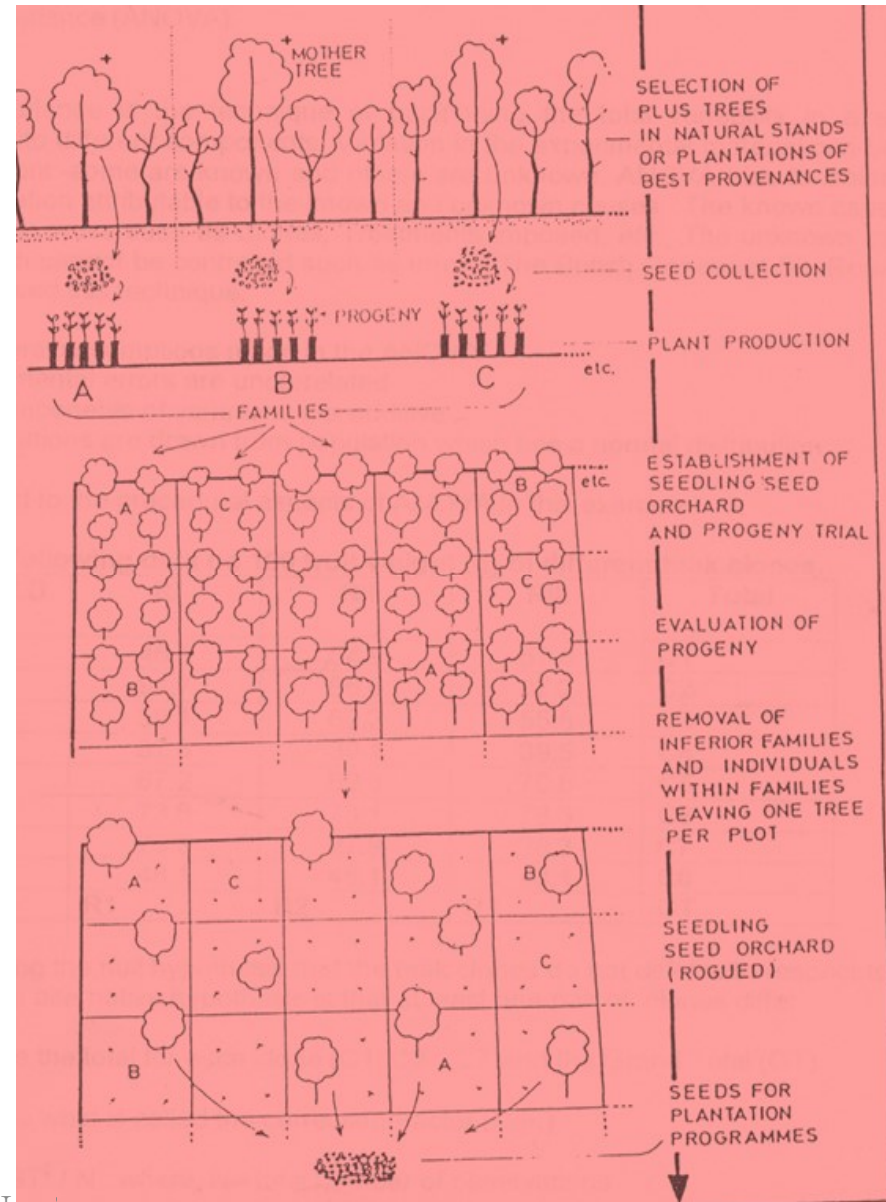 +
+
+
MOTHER
TREE
SELECTION OF
PLUS TREES
IN NATURAL STANDS
OR PLANTATIONS OF
BEST PROVENANCES
SEED COLLECTION
PROGENY
PLANT PRODUCTION
etc.
A
B
C
FAMILIES
etc.
A
C
B
C
B
A
ESTABLISHMENT OF
SEEDLING SEED
ORCHARD
AND PROGENY TRIAL
EVALUATION OF
PROGENY
REMOVAL OF
INFERIOR FAMILIES
AND INDIVIDUALS
WITHIN FAMILIES
LEAVING ONE TREE
PER PLOT
A
C
B
C
B
A
SEEDLING
SEED ORCHARD
(ROGUED)
SEEDS FOR
PLANTATION
PROGRAMMES